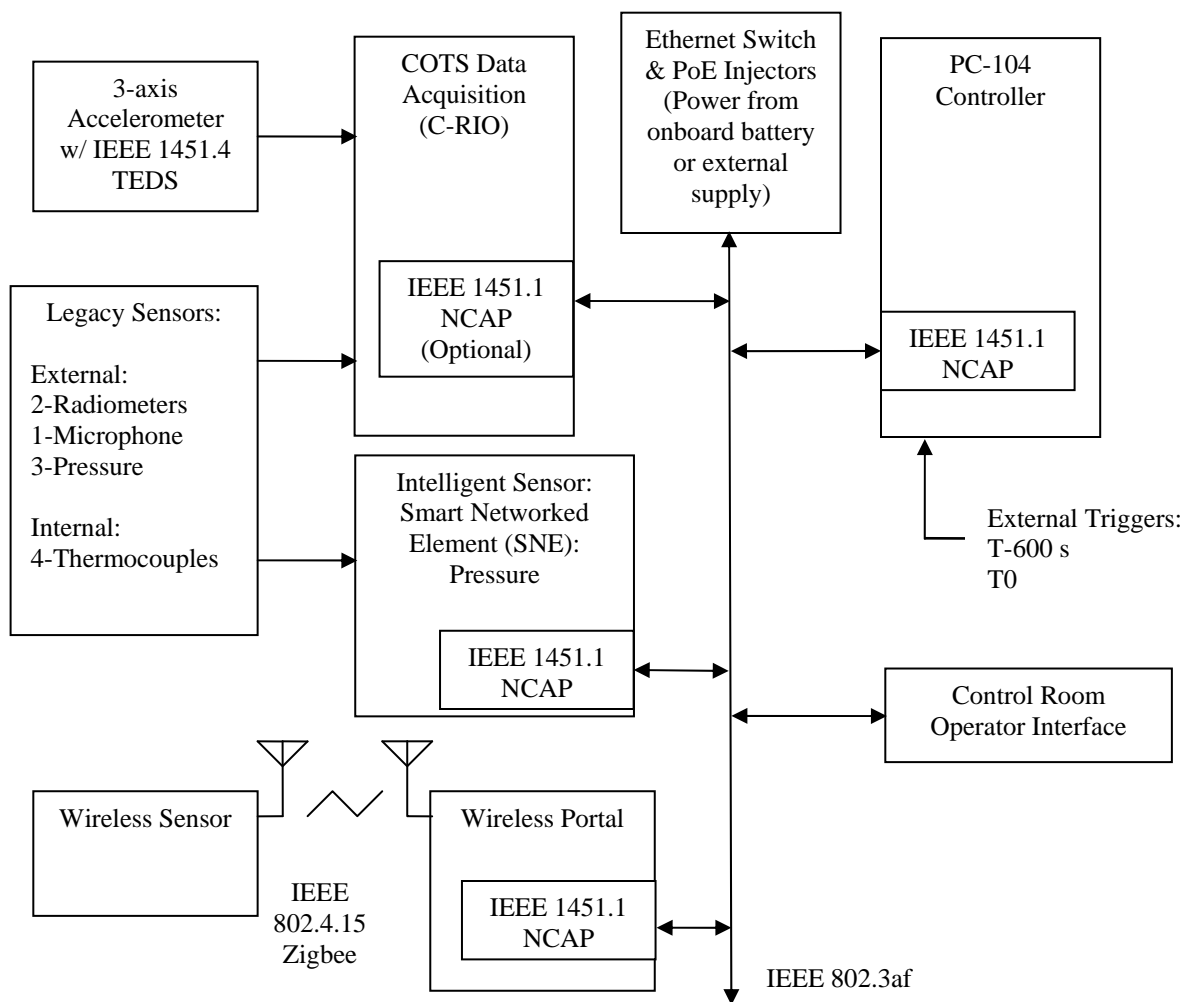 3-axis
Accelerometer
w/ IEEE 1451.4
TEDS
COTS Data
Acquisition
(C-RIO)
IEEE 1451.1
NCAP
(Optional)
Ethernet Switch
& PoE Injectors
(Power from
onboard battery
or external
supply)
PC-104
Controller
IEEE 1451.1
NCAP
External Triggers:
T-600 s
T0
Legacy Sensors:
External:
2-Radiometers
1-Microphone
3-Pressure
Internal:
4-Thermocouples
Intelligent Sensor:
Smart Networked
Element (SNE):
Pressure
IEEE 1451.1
NCAP
Control Room
Operator Interface
Wireless Sensor
IEEE
802.4.15
Zigbee
Wireless Portal
IEEE 1451.1
NCAP
IEEE 802.3af